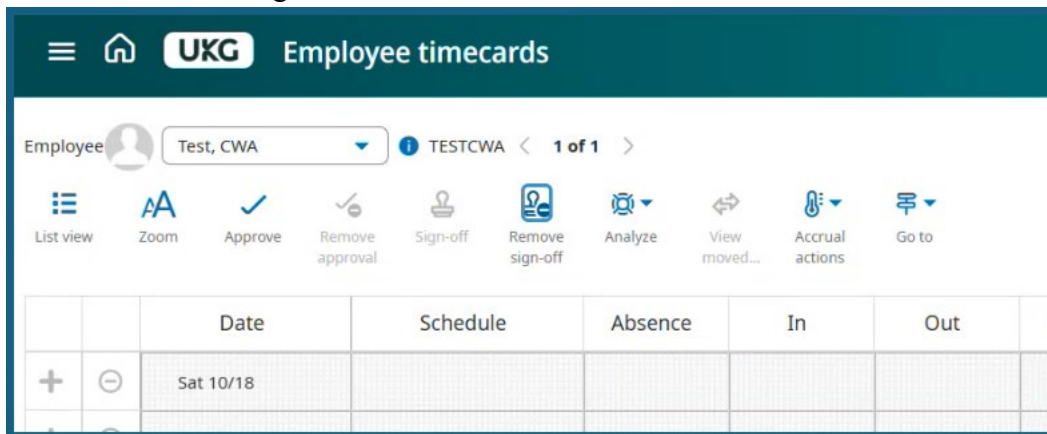 UKG Employee timecards
Employee Test, CWA TESTCWA 1 of 1
List view Zoom Approve Remove approval Sign-off Remove sign-off Analyze View moved... Accrual actions Go to
Date Schedule Absence In Out
Sat 10/18